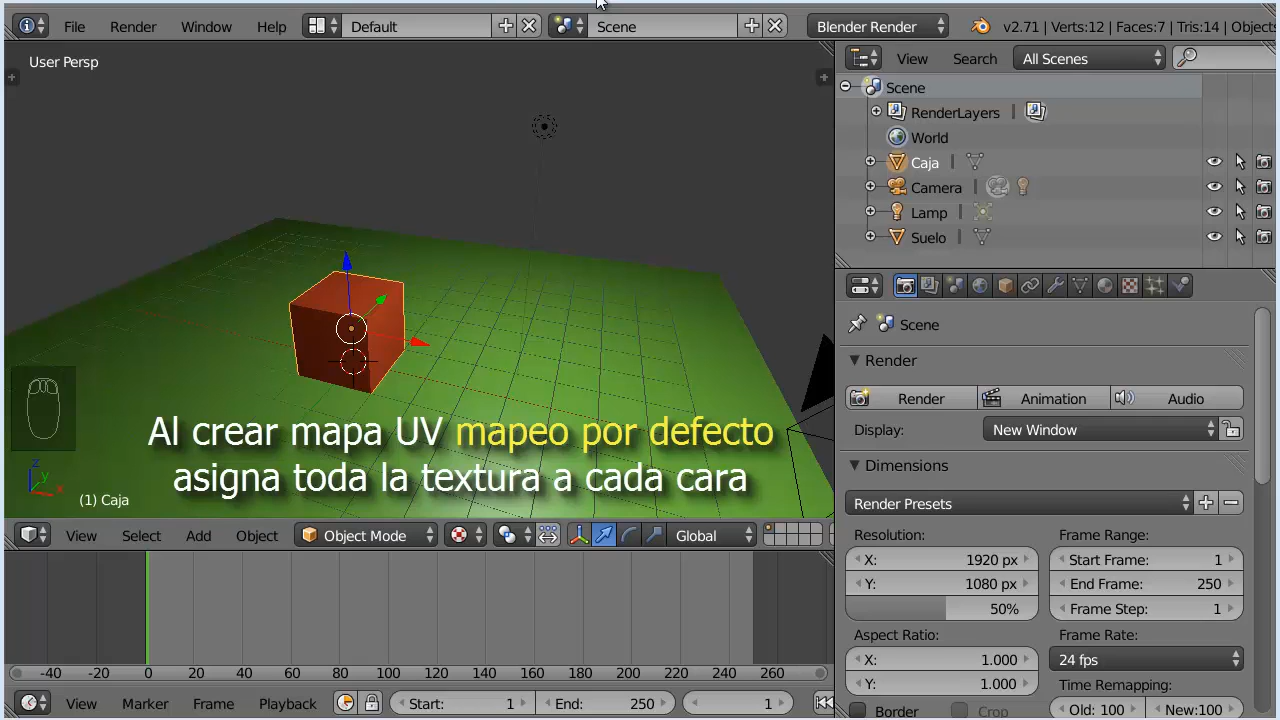 File Render Window Help Default Scene Blender Render v2.71 | Verts:12 | Faces:7 | Tris:14 | Object
User Persp
View Search All Scenes
Scene
RenderLayers
World
Caja
Camera
Lamp
Suelo
Scene
Render
Render Animation Audio
Display: New Window
Dimensions
Render Presets
Resolution: Frame Range:
X: 1920 px Start Frame: 1
Y: 1080 px End Frame: 250
50% Frame Step: 1
Aspect Ratio: Frame Rate:
X: 1.000 24 fps
Y: 1.000 Time Remapping:
Border Crop Old: 100 New:100
Al crear mapa UV mapeo por defecto
asigna toda la textura a cada cara
z
y
x
(1) Caja
View Select Add Object Object Mode Global
-40 -20 0 20 40 60 80 100 120 140 160 180 200 220 240 260
View Marker Frame Playback Start: 1 End: 250 1